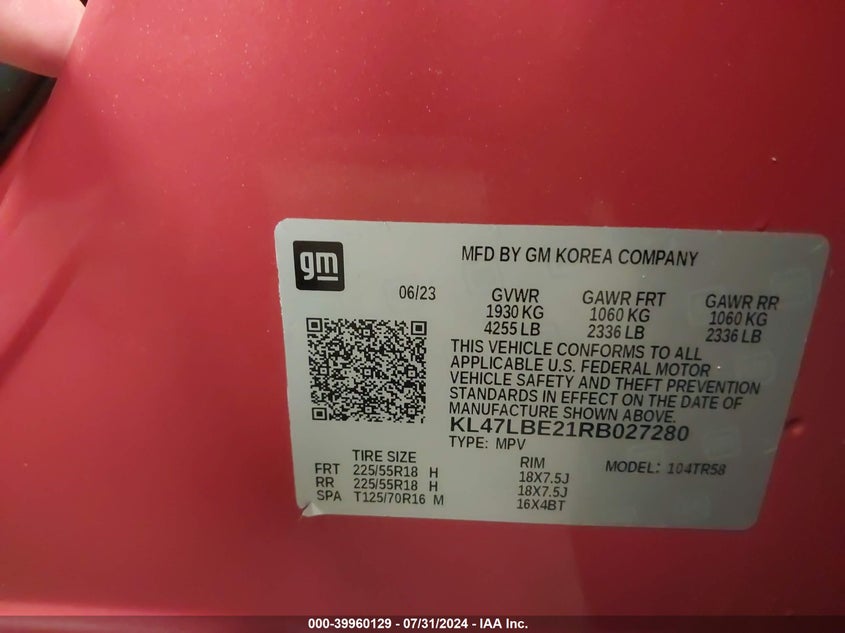 gm
MFD BY GM KOREA COMPANY
06/23
GVWR GAWR FRT GAWR RR
1930 KG 1060 KG 1060 KG
4255 LB 2336 LB 2336 LB
THIS VEHICLE CONFORMS TO ALL
APPLICABLE U.S. FEDERAL MOTOR
VEHICLE SAFETY AND THEFT PREVENTION
STANDARDS IN EFFECT ON THE DATE OF
MANUFACTURE SHOWN ABOVE.
KL47LBE21RB027280
TYPE: MPV
TIRE SIZE RIM MODEL: 104TR58
FRT 225/55R18 H 18X7.5J
RR 225/55R18 H 18X7.5J
SPA T125/70R16 M 16X4BT
000-39960129 - 07/31/2024 - IAA Inc.